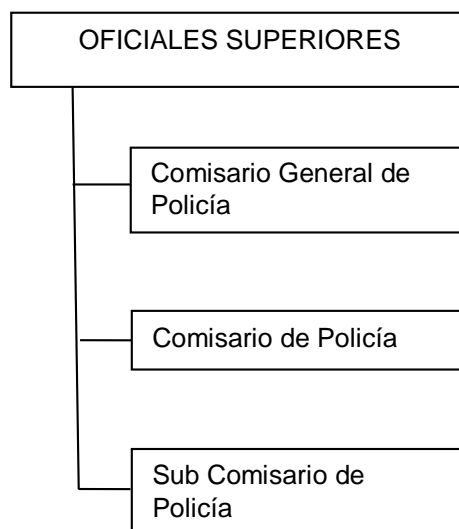 OFICIALES SUPERIORES
Comisario General de
Policía
Comisario de Policía
Sub Comisario de
Policía